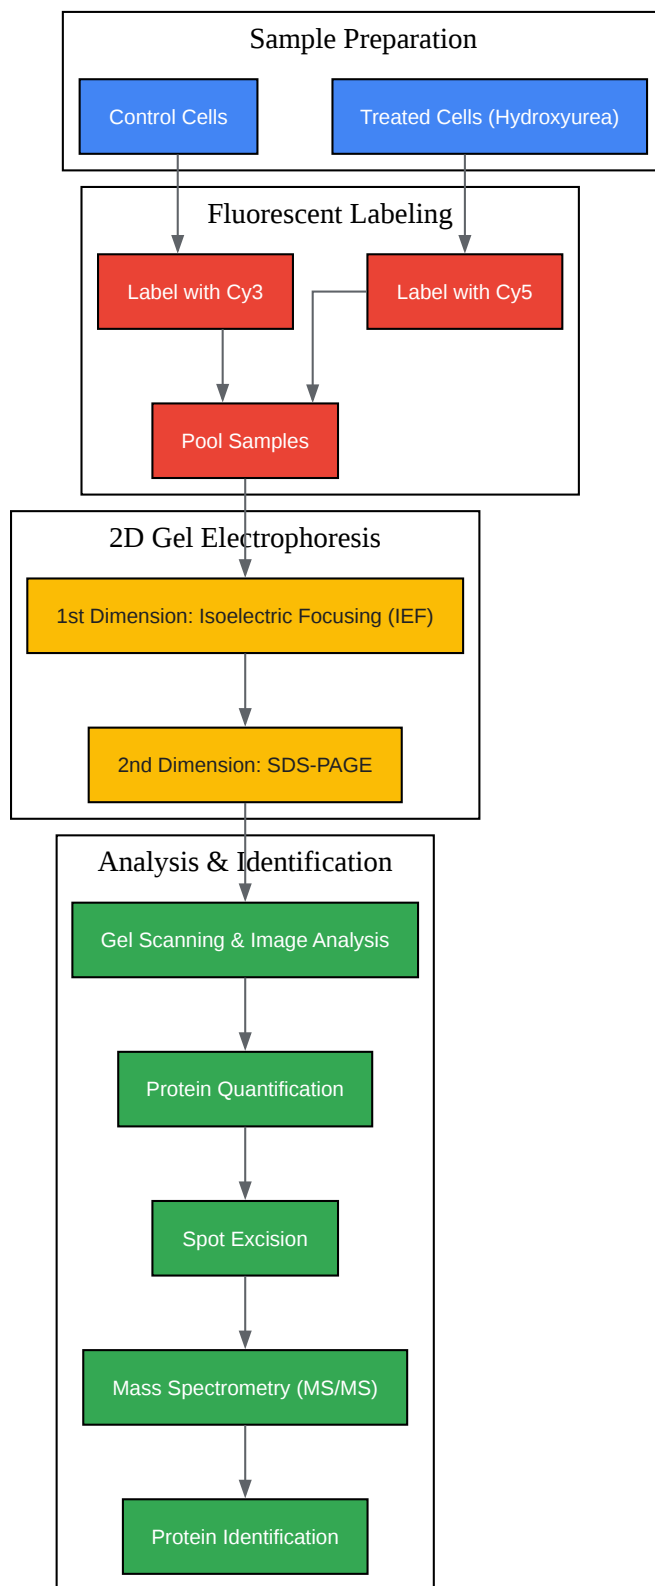 Sample Preparation
Control Cells
Treated Cells (Hydroxyurea)
Fluorescent Labeling
Label with Cy3
Label with Cy5
Pool Samples
2D Gel Electrophoresis
1st Dimension: Isoelectric Focusing (IEF)
2nd Dimension: SDS-PAGE
Analysis & Identification
Gel Scanning & Image Analysis
Protein Quantification
Spot Excision
Mass Spectrometry (MS/MS)
Protein Identification